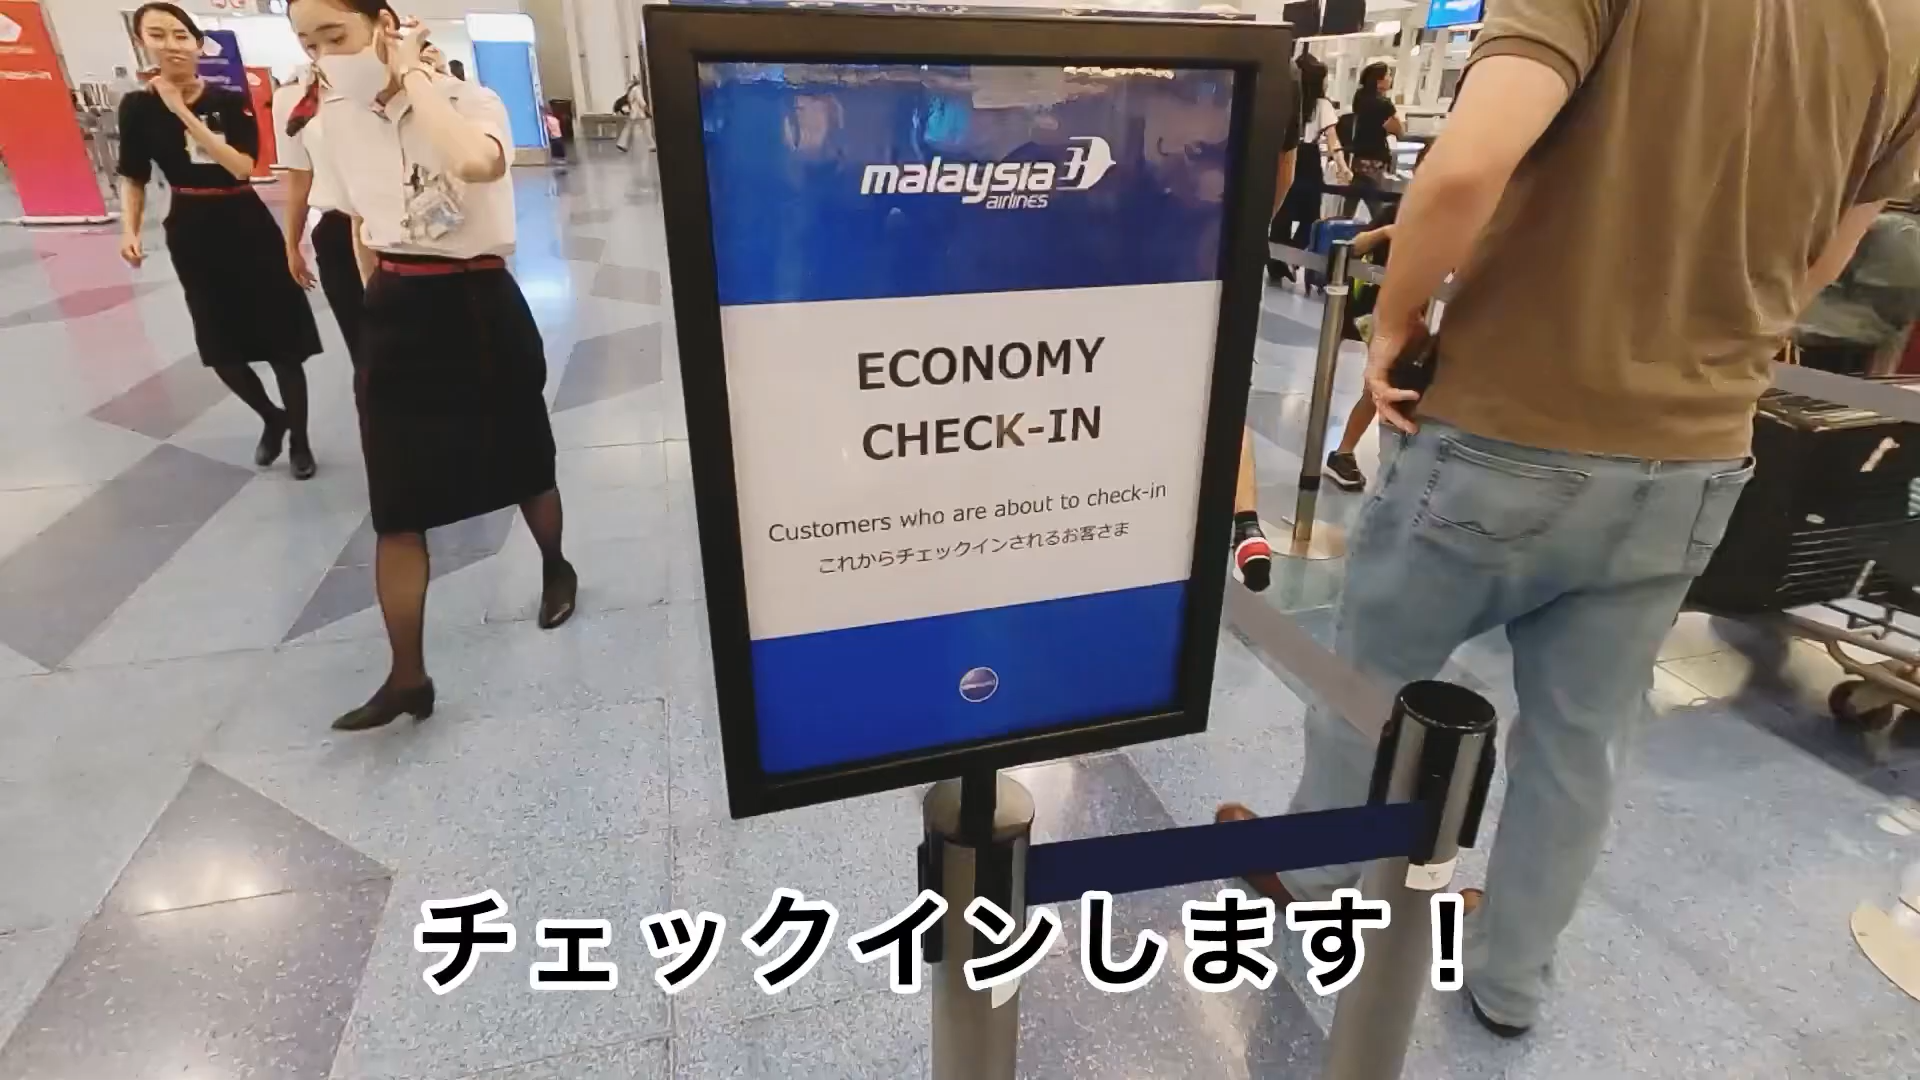 malaysia
airlines
ECONOMY
CHECK-IN
Customers who are about to check-in
これからチェックインされるお客さま
チェックインします！